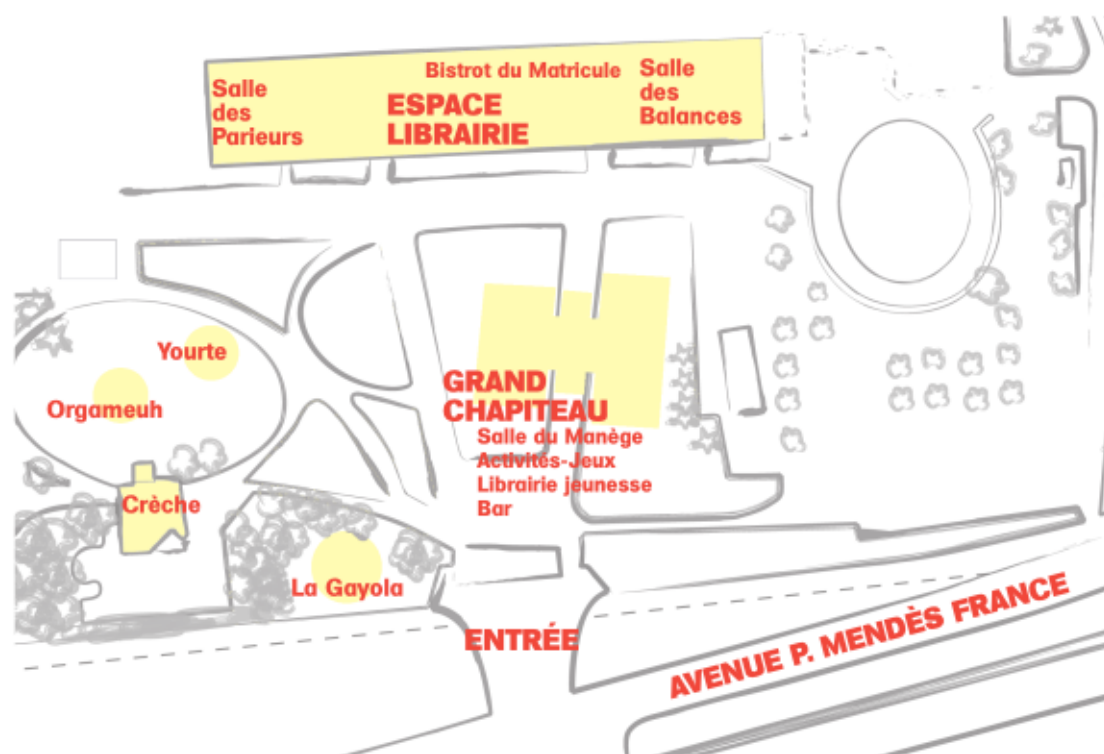 Bistrot du Matricule
Salle
des
Parieurs
ESPACE
LIBRAIRIE
Salle
des
Balances
Yourte
Orgameuh
GRAND
CHAPITEAU
Salle du Manège
Activités-Jeux
Librairie jeunesse
Bar
Crèche
La Gayola
ENTRÉE
AVENUE P. MENDÈS FRANCE